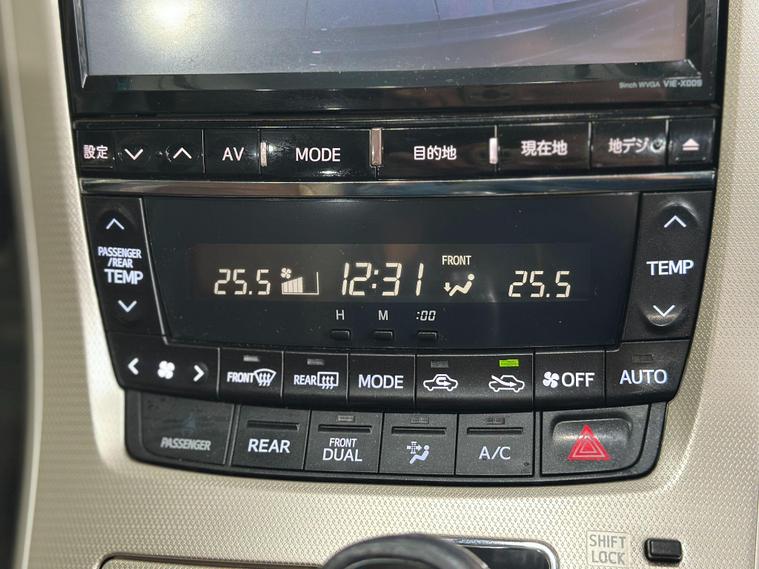 9inch WVGA VIE-X009
設定 AV MODE 目的地 現在地 地デジ
PASSENGER
/REAR
TEMP
25.5 12:31 FRONT 25.5
TEMP
H M :00
FRONT REAR MODE OFF AUTO
PASSENGER REAR FRONT
DUAL A/C
SHIFT
LOCK